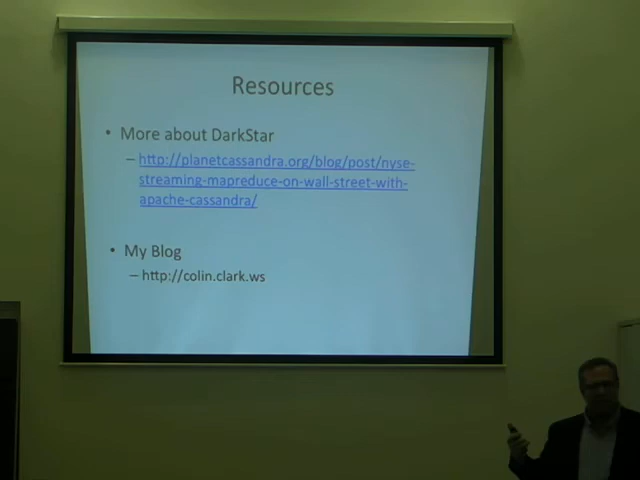 Resources
• More about DarkStar
– http://planetcassandra.org/blog/post/nyse-
streaming-mapreduce-on-wall-street-with-
apache-cassandra/
• My Blog
– http://colin.clark.ws